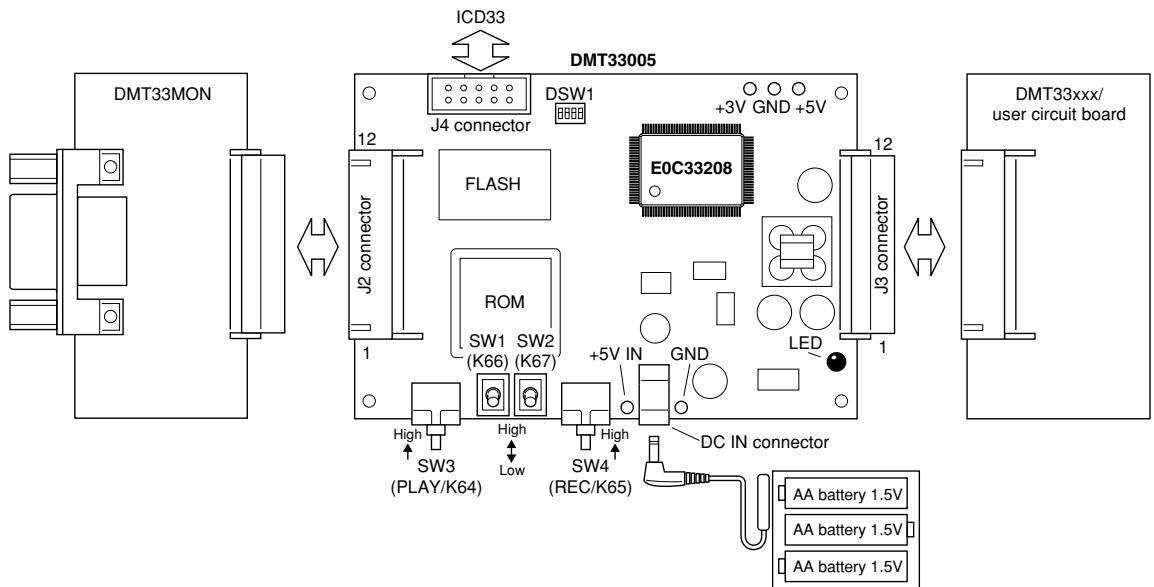 ICD33
DMT33005
DMT33MON
J4 connector
DSW1
+3V GND +5V
DMT33xxx/
user circuit board
12
12
FLASH
E0C33208
J2 connector
J3 connector
ROM
SW1
(K66)
SW2
(K67)
1
1
LED
+5V IN
GND
High
High
Low
High
SW3
(PLAY/K64)
SW4
(REC/K65)
DC IN connector
AA battery 1.5V
AA battery 1.5V
AA battery 1.5V